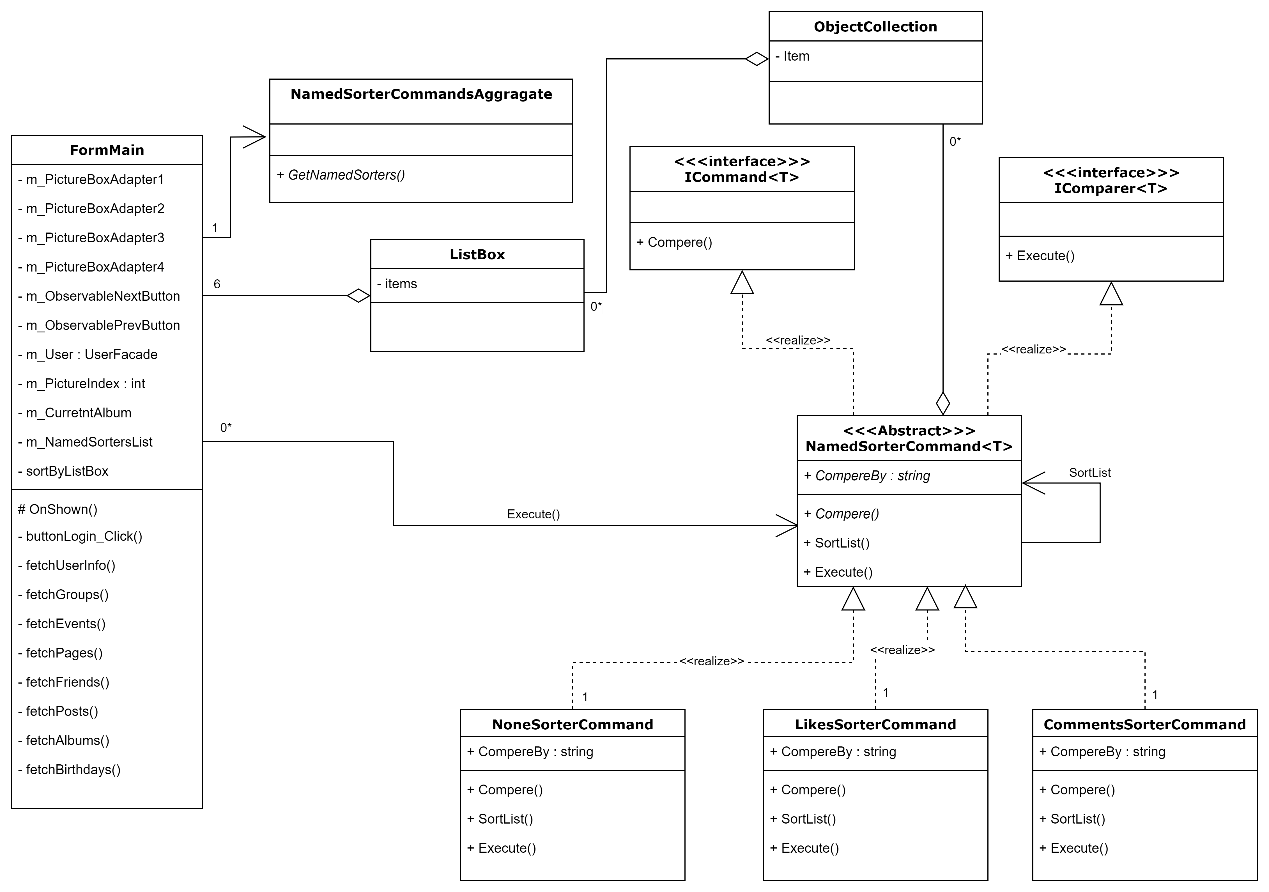 ObjectCollection
- Item
NamedSorterCommandsAggragate
+ GetNamedSorters()
FormMain
- m_PictureBoxAdapter1
- m_PictureBoxAdapter2
- m_PictureBoxAdapter3
- m_PictureBoxAdapter4
- m_ObservableNextButton
- m_ObservablePrevButton
- m_User : UserFacade
- m_PictureIndex : int
- m_CurretntAlbum
- m_NamedSortersList
- sortByListBox
# OnShown()
- buttonLogin_Click()
- fetchUserInfo()
- fetchGroups()
- fetchEvents()
- fetchPages()
- fetchFriends()
- fetchPosts()
- fetchAlbums()
- fetchBirthdays()
1
6
0*
ListBox
- items
0*
0*
<<<interface>>>
ICommand<T>
+ Compere()
<<<interface>>>
IComparer<T>
+ Execute()
<<realize>>
<<realize>>
Execute()
<<<Abstract>>>
NamedSorterCommand<T>
+ CompereBy : string
+ Compere()
+ SortList()
+ Execute()
SortList
<<realize>>
<<realize>>
1
1
1
NoneSorterCommand
+ CompereBy : string
+ Compere()
+ SortList()
+ Execute()
LikesSorterCommand
+ CompereBy : string
+ Compere()
+ SortList()
+ Execute()
CommentsSorterCommand
+ CompereBy : string
+ Compere()
+ SortList()
+ Execute()